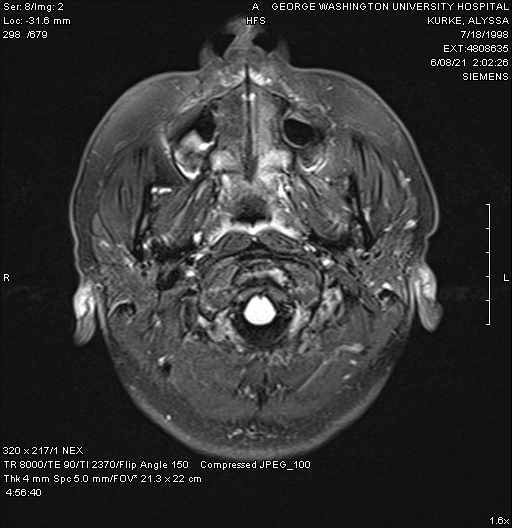 Ser: 8/Img: 2
Loc: -31.6 mm
298 /679
A
HFS
GEORGE WASHINGTON UNIVERSITY HOSPITAL
KURKE, ALYSSA
7/18/1998
EXT:4808635
6/08/21 2:02:26
SIEMENS
R
L
320 x 217/1 NEX
TR 8000/TE 90/TI 2370/Flip Angle 150 Compressed JPEG_100
Thk 4 mm Spc 5.0 mm/FOV* 21.3 x 22 cm
4:56:40
1.6x